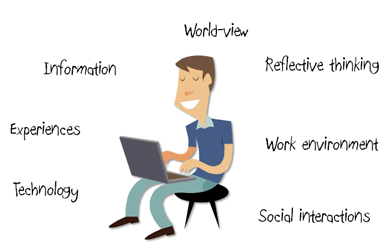 World-view
Information
Reflective thinking
Experiences
Work environment
Technology
Social interactions